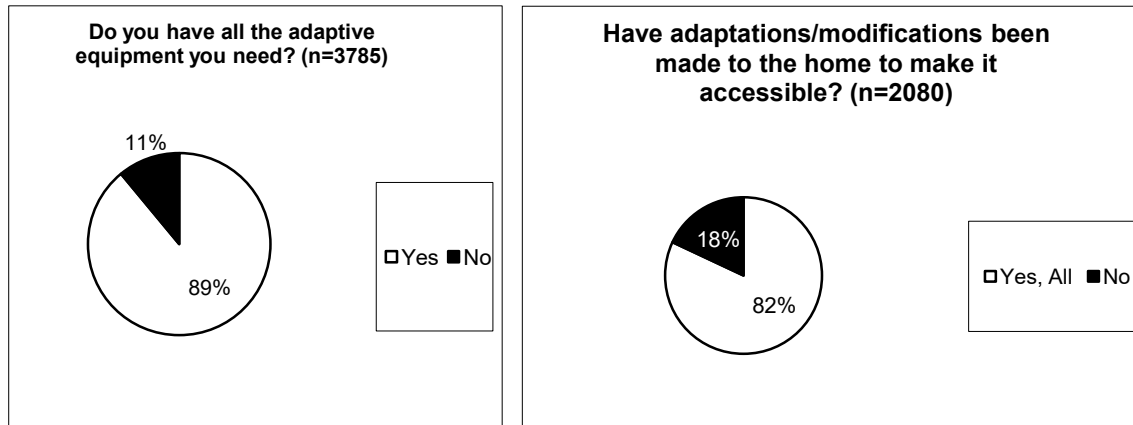 Do you have all the adaptive
equipment you need? (n=3785)
11%
89%
Yes No
Have adaptations/modifications been
made to the home to make it
accessible? (n=2080)
18%
82%
Yes, All No